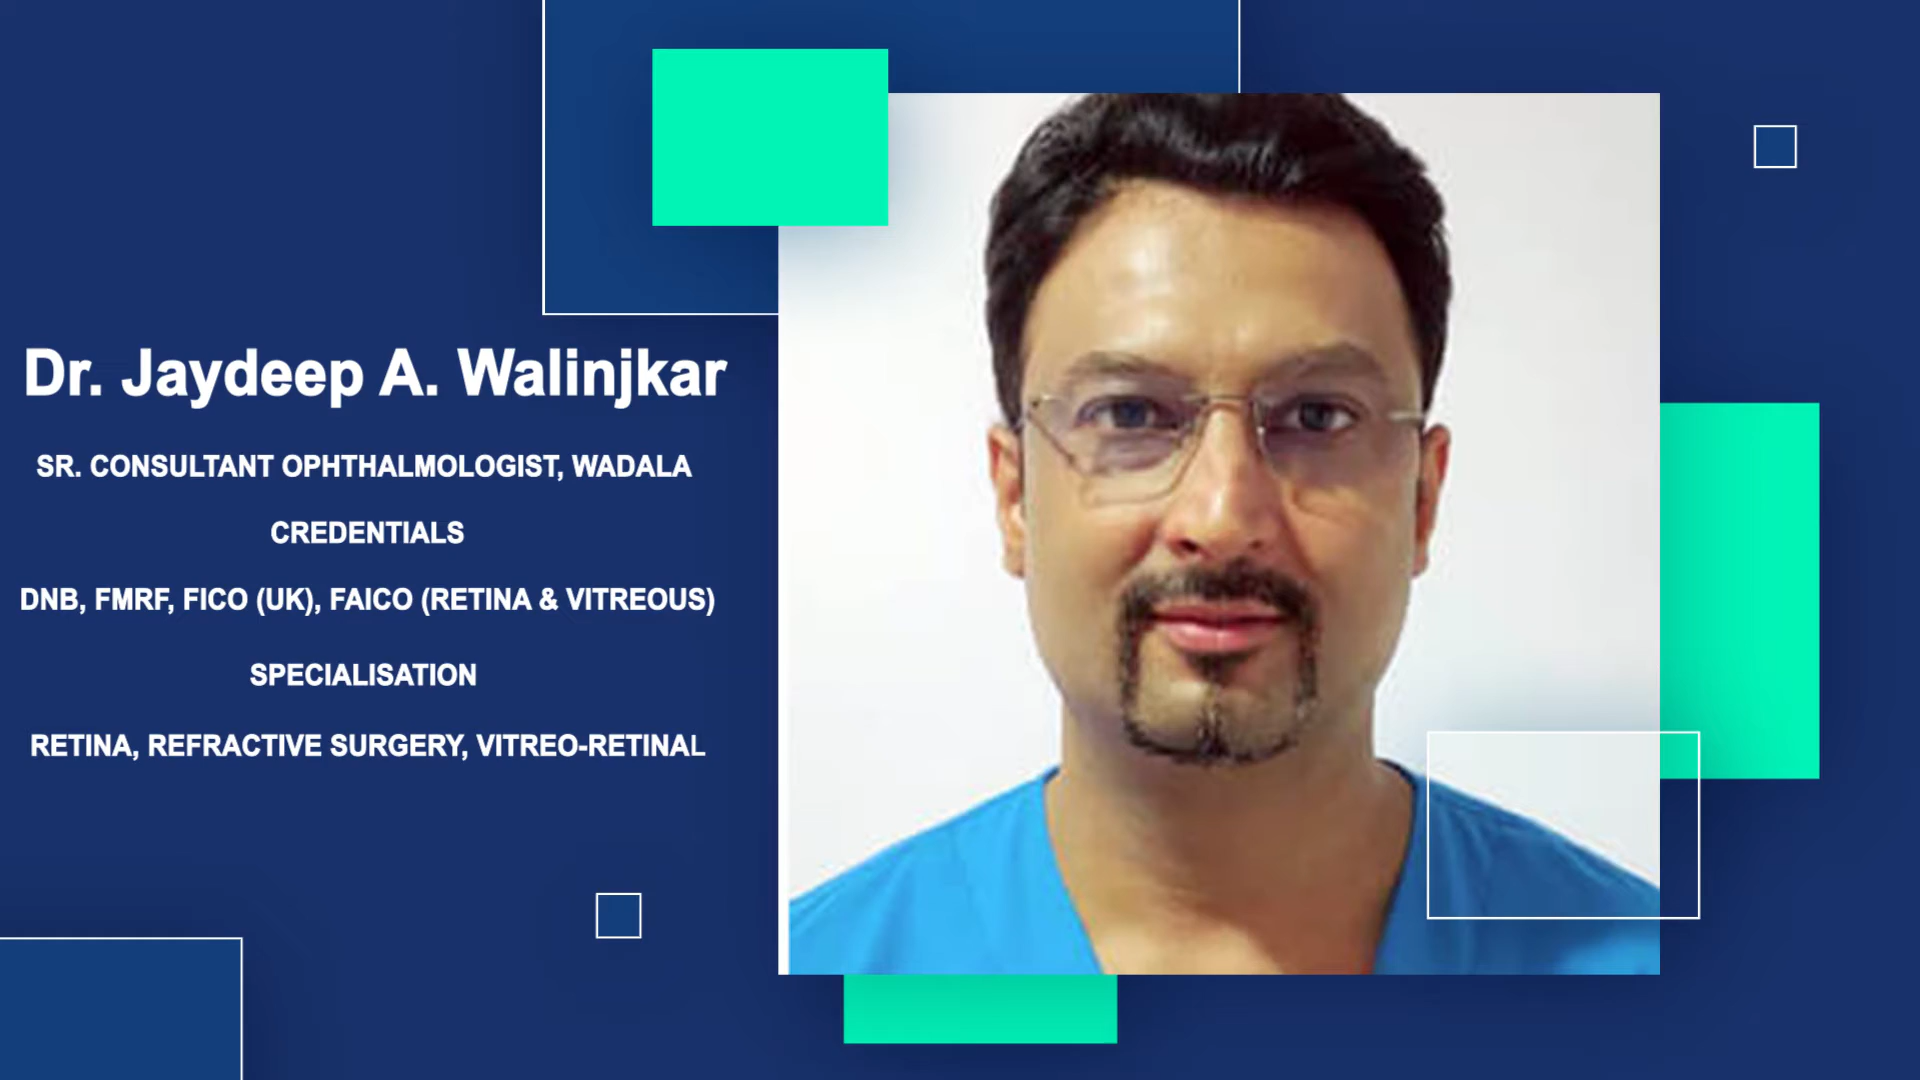 Dr. Jaydeep A. Walinjkar
SR. CONSULTANT OPHTHALMOLOGIST, WADALA
CREDENTIALS
DNB, FMRF, FICO (UK), FAICO (RETINA & VITREOUS)
SPECIALISATION
RETINA, REFRACTIVE SURGERY, VITREO-RETINAL